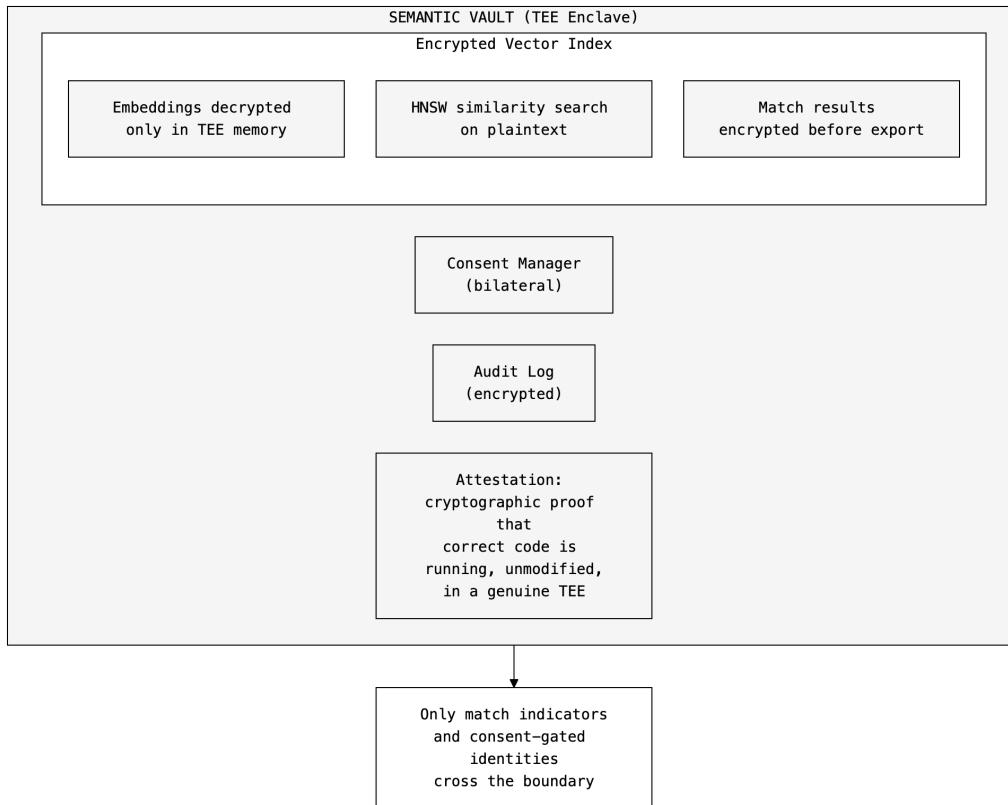 SEMANTIC VAULT (TEE Enclave)
Encrypted Vector Index
Embeddings decrypted
only in TEE memory
HNSW similarity search
on plaintext
Match results
encrypted before export
Consent Manager
(bilateral)
Audit Log
(encrypted)
Attestation:
cryptographic proof
that
correct code is
running, unmodified,
in a genuine TEE
Only match indicators
and consent-gated
identities
cross the boundary